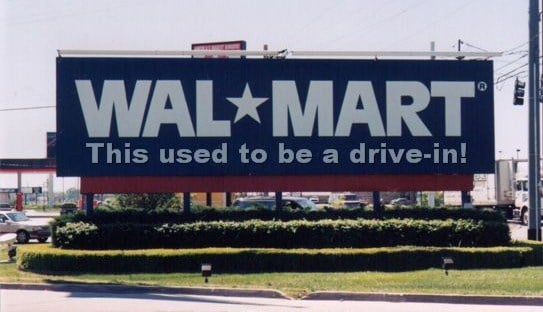 WAL★MART®
This used to be a drive-in!